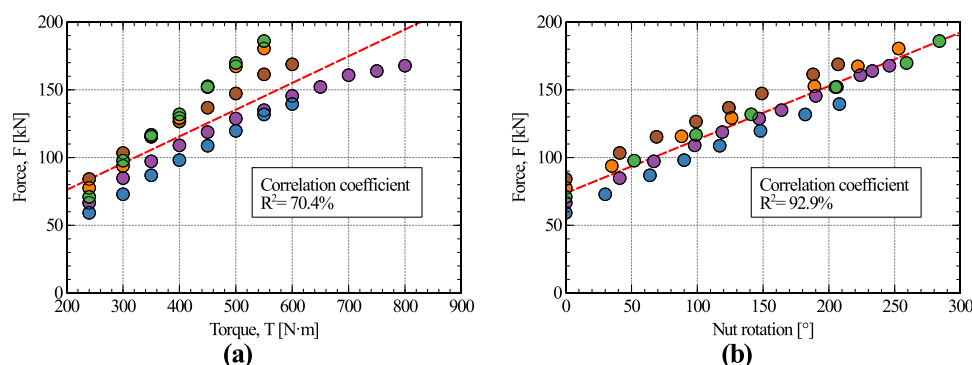 200
150
100
50
0
Force, F [kN]
Correlation coefficient
R²= 70.4%
200 300 400 500 600 700 800 900
Torque, T [N·m]
(a)
200
150
100
50
0
Force, F [kN]
Correlation coefficient
R²= 92.9%
0 50 100 150 200 250 300
Nut rotation [°]
(b)